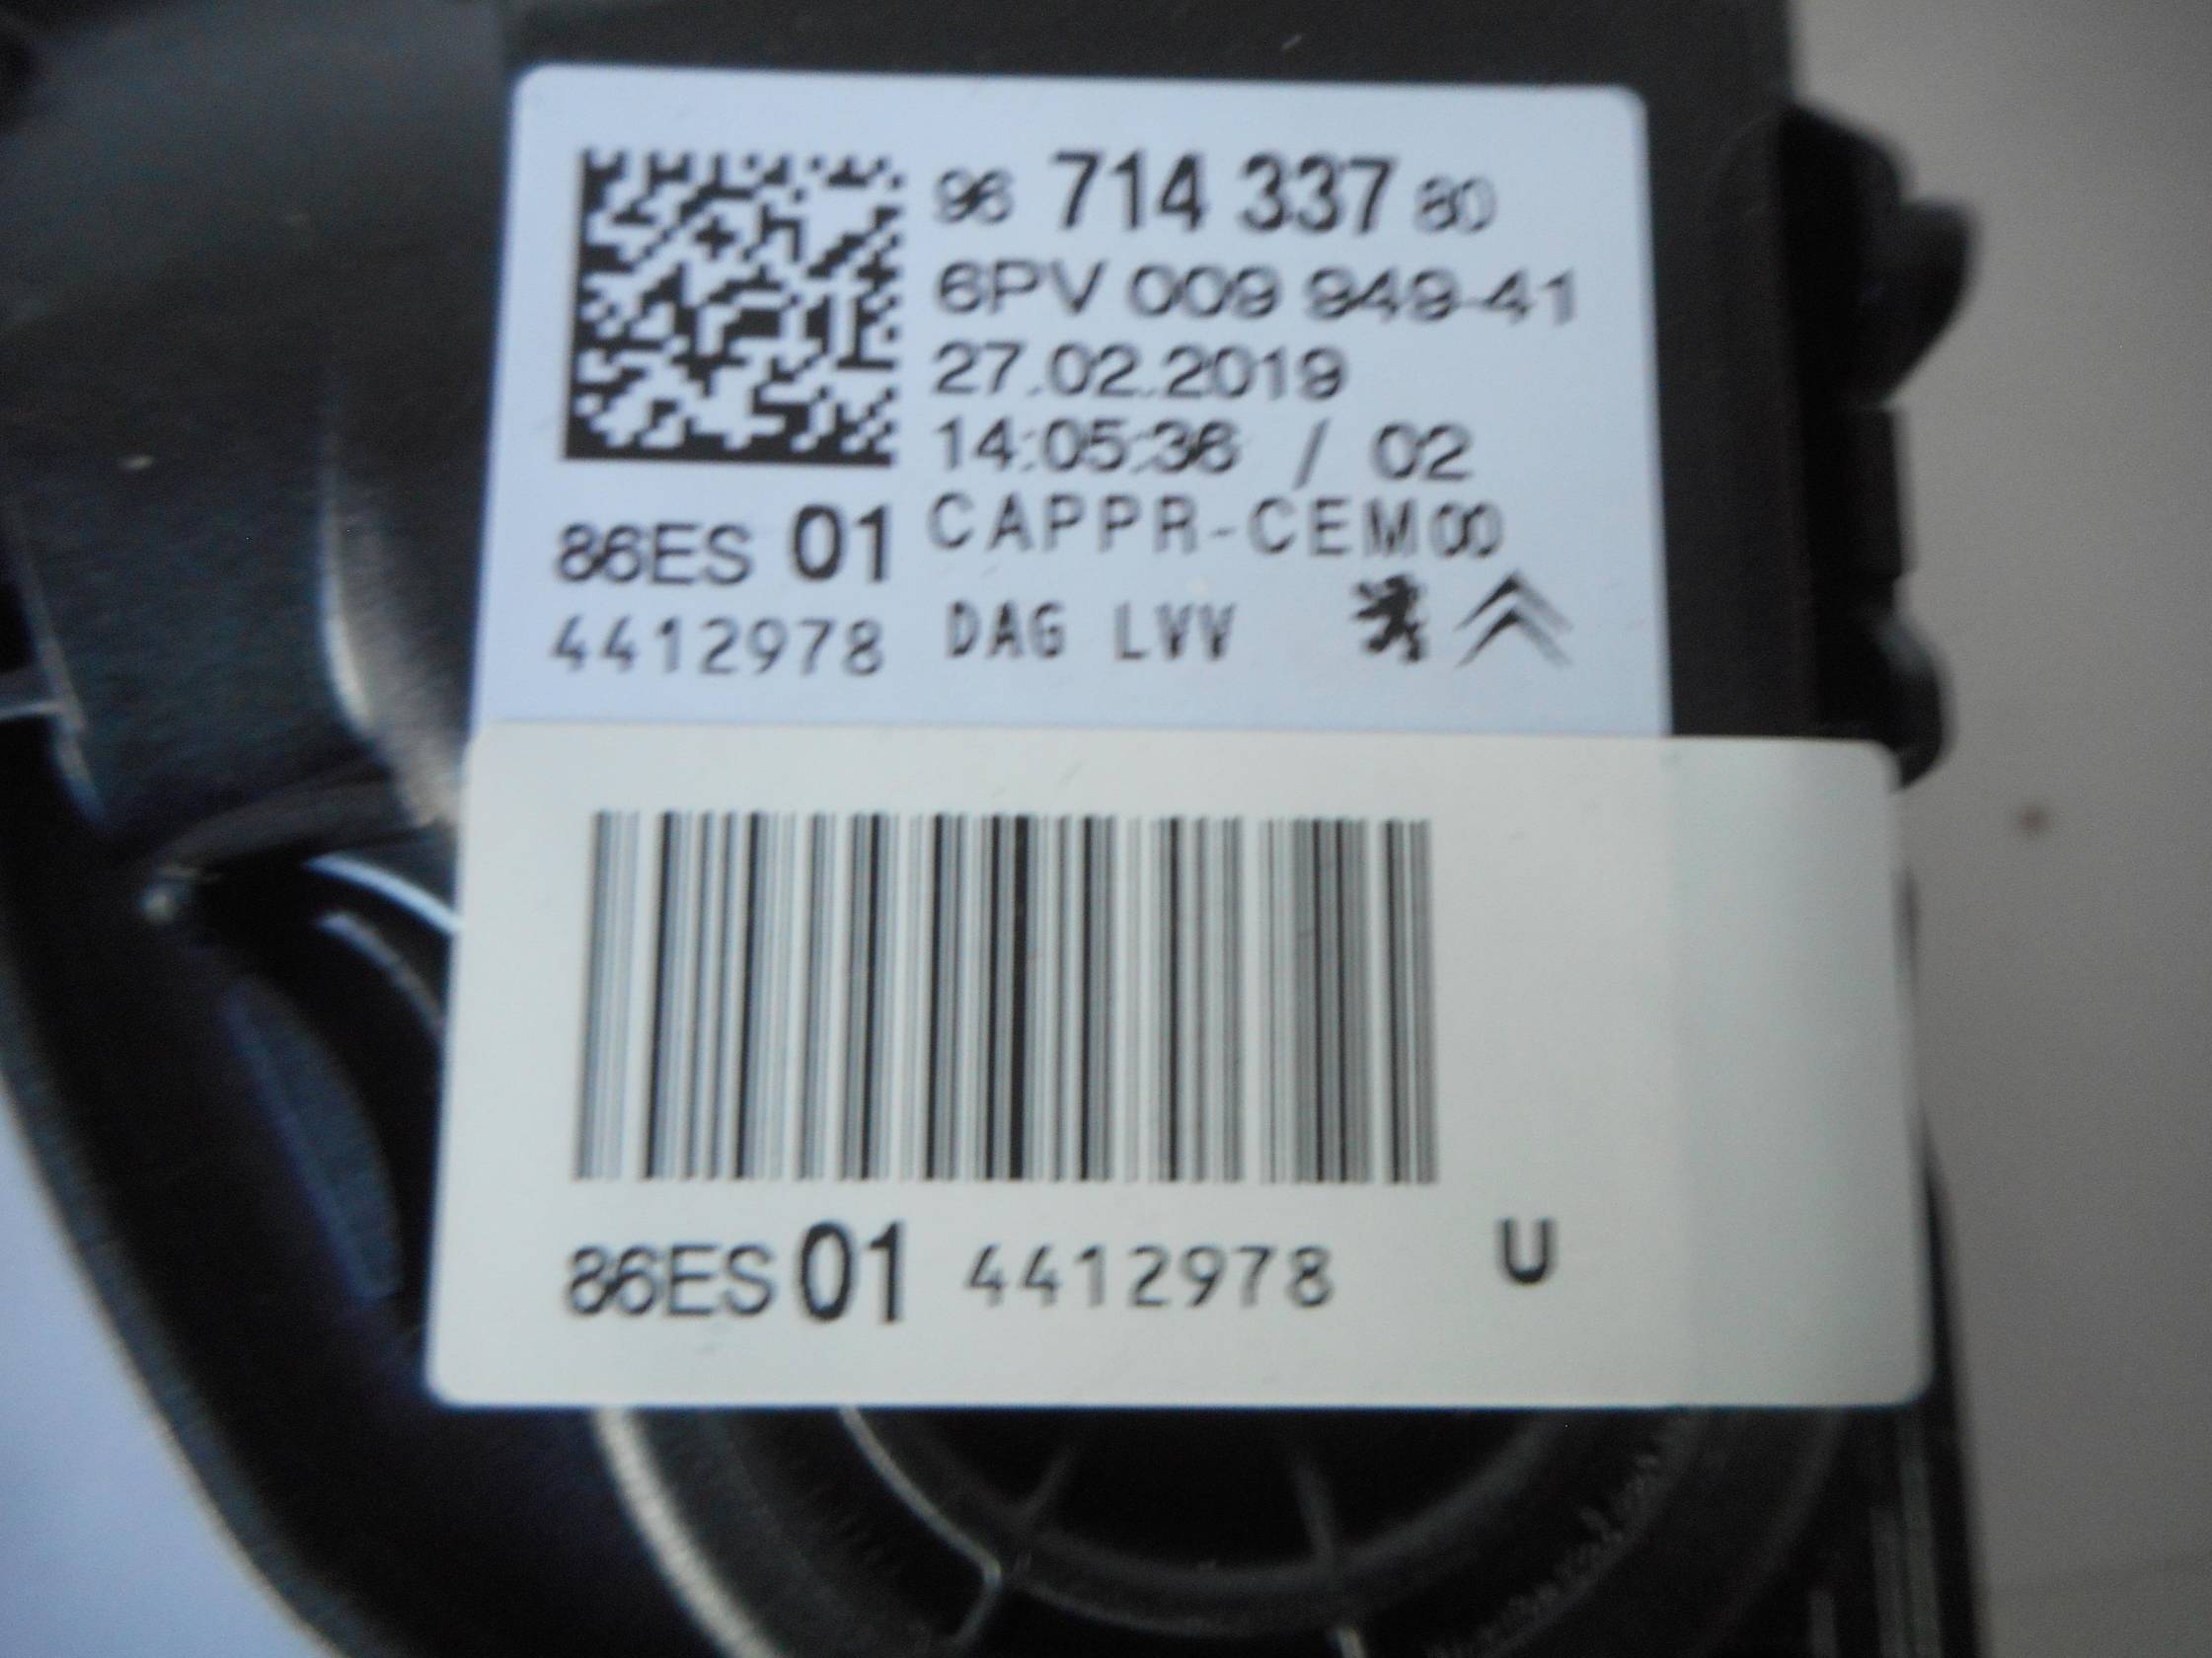 96 714 337 80
6PV 009 949-41
27.02.2019
14:05:36 / 02
CAPPR-CEM00
86ES 01
4412978
DAG LVV
86ES 01 4412978 U